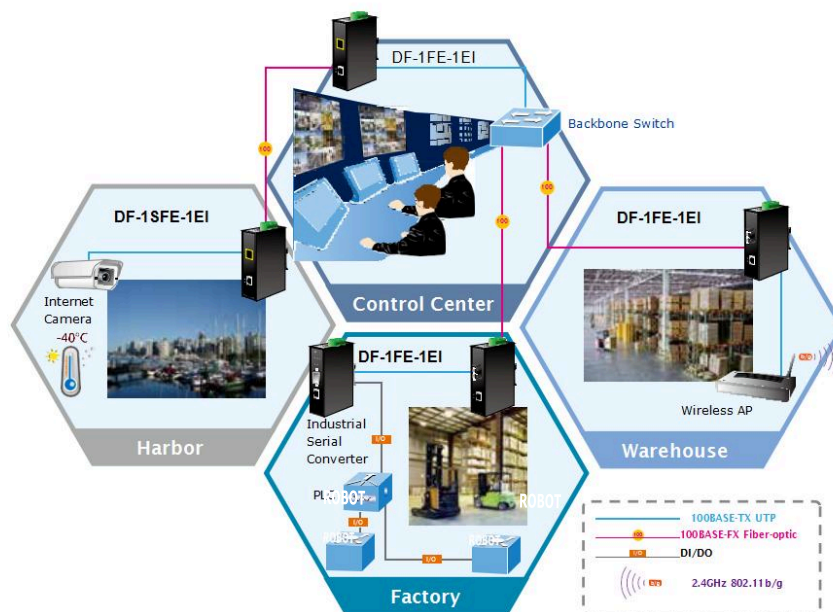 DF-1FE-1EI
Backbone Switch
100
100
100
Control Center
DF-1SFE-1EI
Internet
Camera
-40°C
Harbor
DF-1FE-1EI
Wireless AP
Warehouse
DF-1FE-1EI
Industrial
Serial
Converter
I/O
ROBOT
ROBOT
I/O
ROBOT
I/O
ROBOT
Factory
100BASE-TX UTP
100
100BASE-FX Fiber-optic
I/O
DI/DO
2.4GHz 802.11b/g